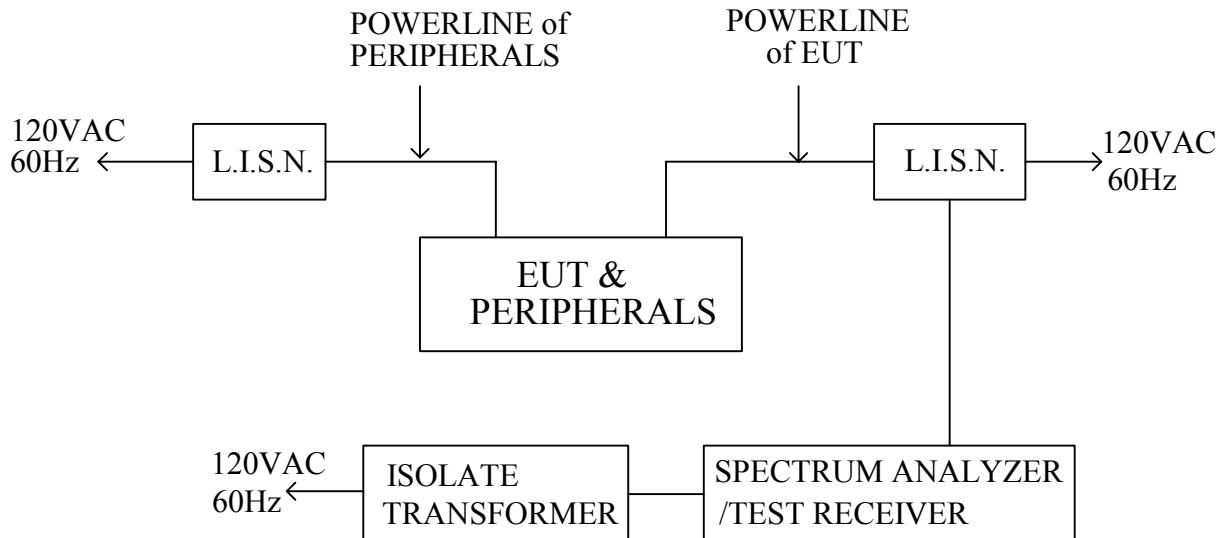 POWERLINE of
PERIPHERALS
POWERLINE
of EUT
120VAC
60Hz
L.I.S.N.
L.I.S.N.
120VAC
60Hz
EUT &
PERIPHERALS
120VAC
60Hz
ISOLATE
TRANSFORMER
SPECTRUM ANALYZER
/TEST RECEIVER